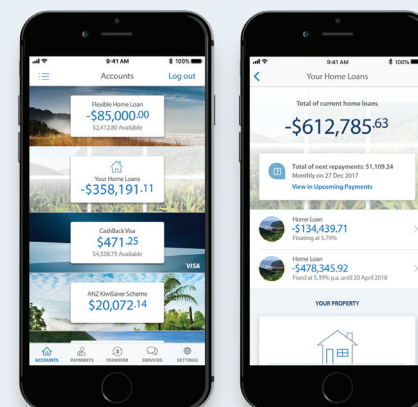 9:41 AM
100%
Accounts
Log out
Flexible Home Loan
-$85,000.00
$2,412.80 Available
Your Home Loans
-$358,191.11
CashBack Visa
$471.25
$4,528.75 Available
VISA
ANZ KiwiSaver Scheme
$20,072.14
ACCOUNTS
PAYMENTS
TRANSFER
SERVICES
SETTINGS
9:41 AM
100%
Your Home Loans
Total of current home loans
-$612,785.63
Total of next repayments: $1,109.24
Monthly on 27 Dec 2017
View in Upcoming Payments
Home Loan
-$134,439.71
Floating at 5.79%
Home Loan
-$478,345.92
Fixed at 5.39% p.a. until 20 April 2018
YOUR PROPERTY